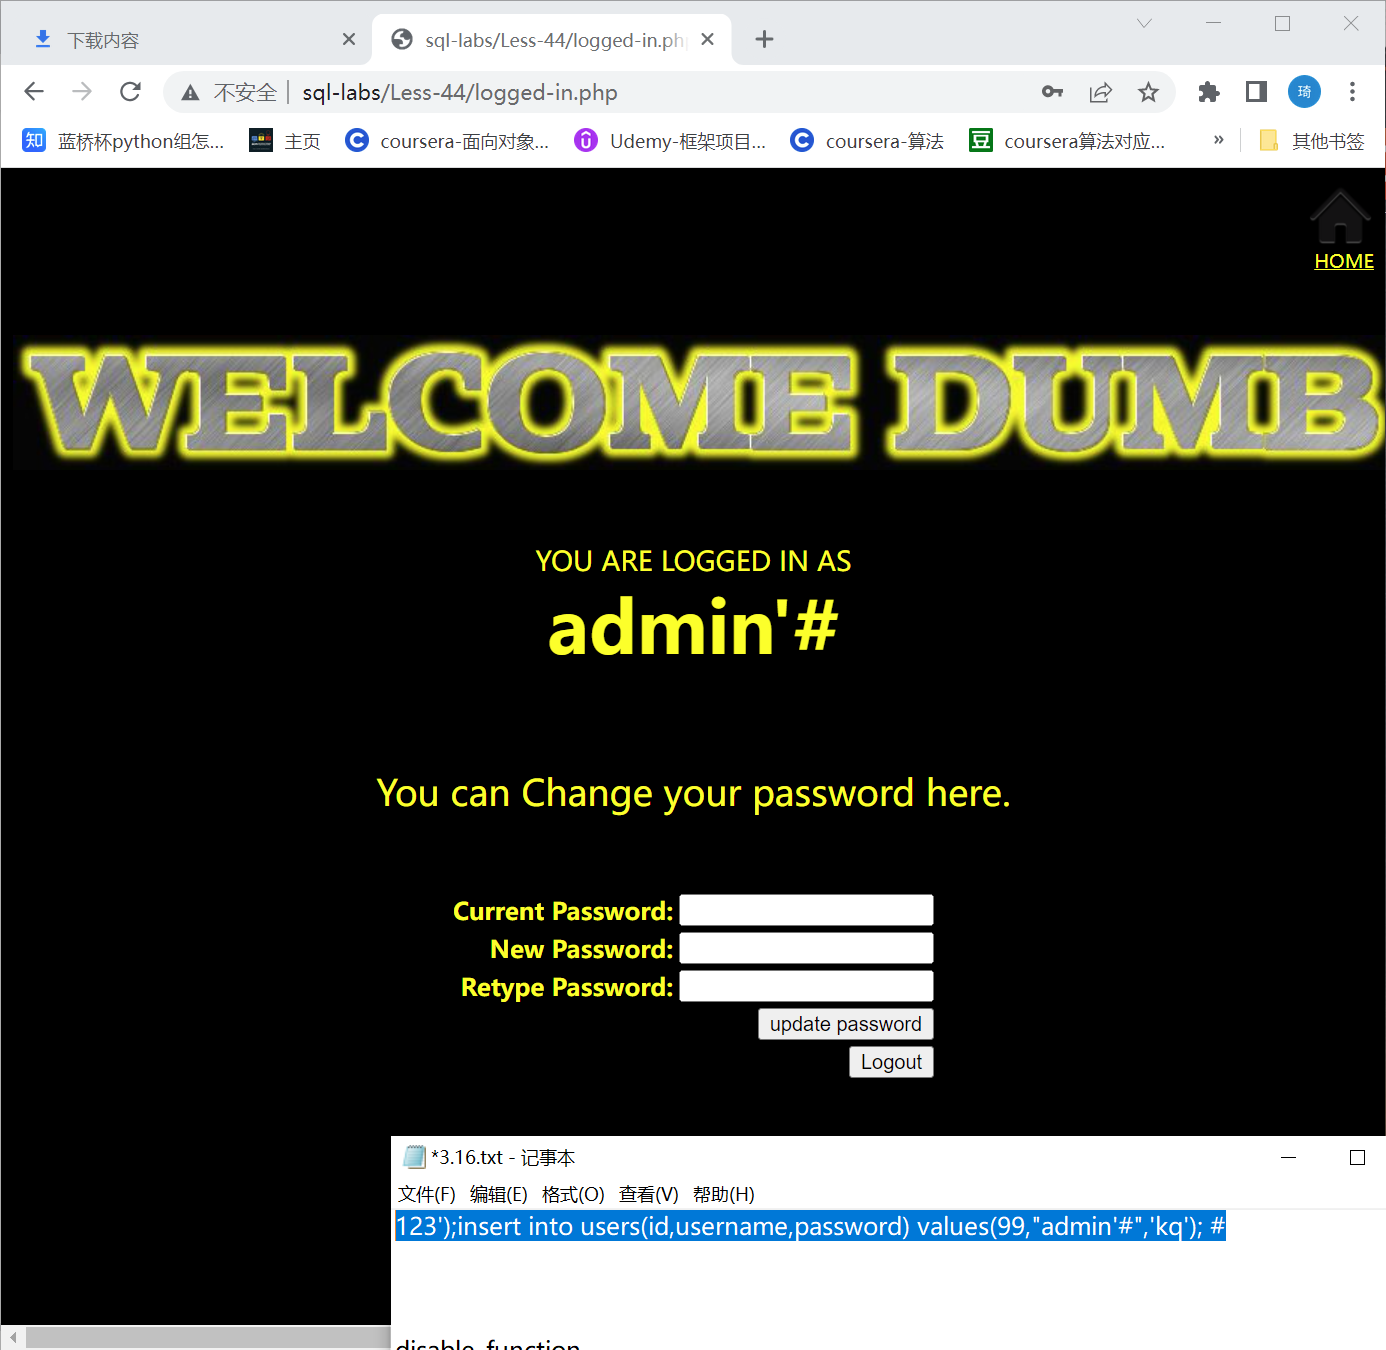 下载内容
sql-labs/Less-44/logged-in.php
不安全 sql-labs/Less-44/logged-in.php
琦
知 蓝桥杯python组怎... 主页 coursera-面向对象... Udemy-框架项目... coursera-算法 豆 coursera算法对应... » 其他书签
HOME
WELCOME DUMB
YOU ARE LOGGED IN AS
admin'#
You can Change your password here.
Current Password:
New Password:
Retype Password:
update password
Logout
*3.16.txt - 记事本
文件(F) 编辑(E) 格式(O) 查看(V) 帮助(H)
123');insert into users(id,username,password) values(99,"admin'#",'kq'); #
disable_function